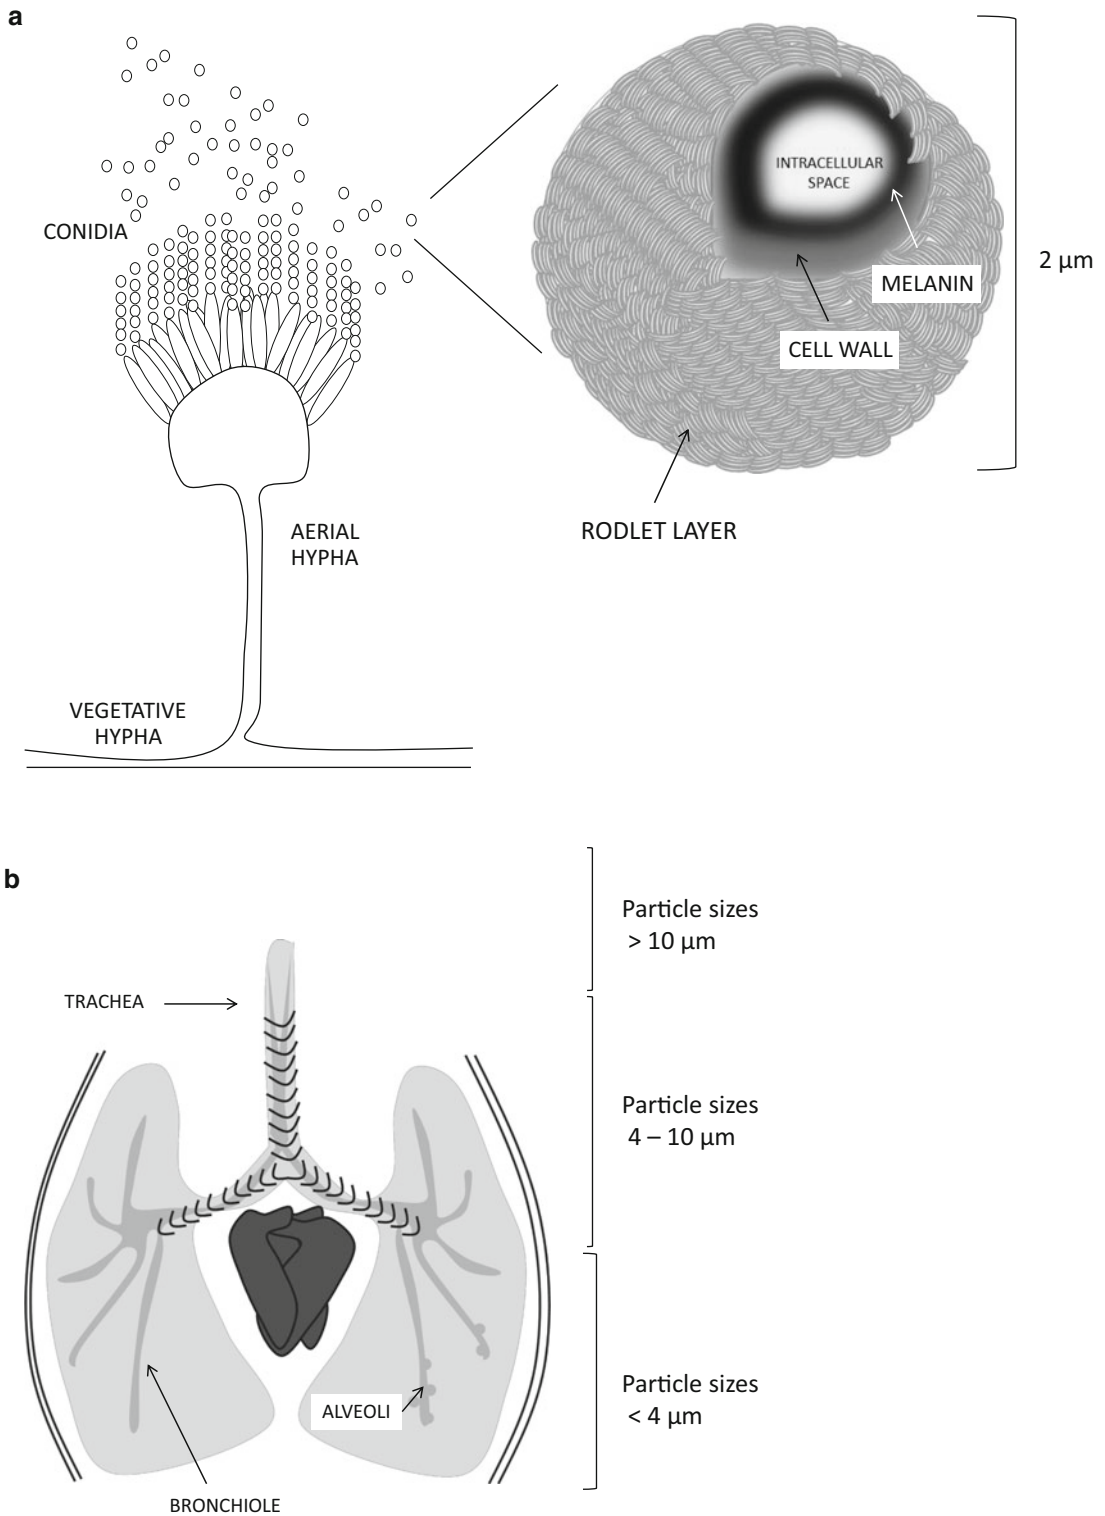 a
CONIDIA
INTRACELLULAR
SPACE
MELANIN
CELL WALL
2 μm
RODLET LAYER
AERIAL
HYPHA
VEGETATIVE
HYPHA
b
Particle sizes
> 10 μm
TRACHEA
Particle sizes
4 – 10 μm
Particle sizes
< 4 μm
ALVEOLI
BRONCHIOLE